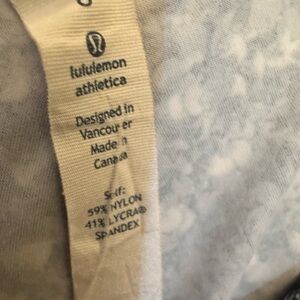 lululemon
athletica
Designed in
Vancouver
Made in
Canada
Self:
59% NYLON
41% LYCRA®
SPANDEX